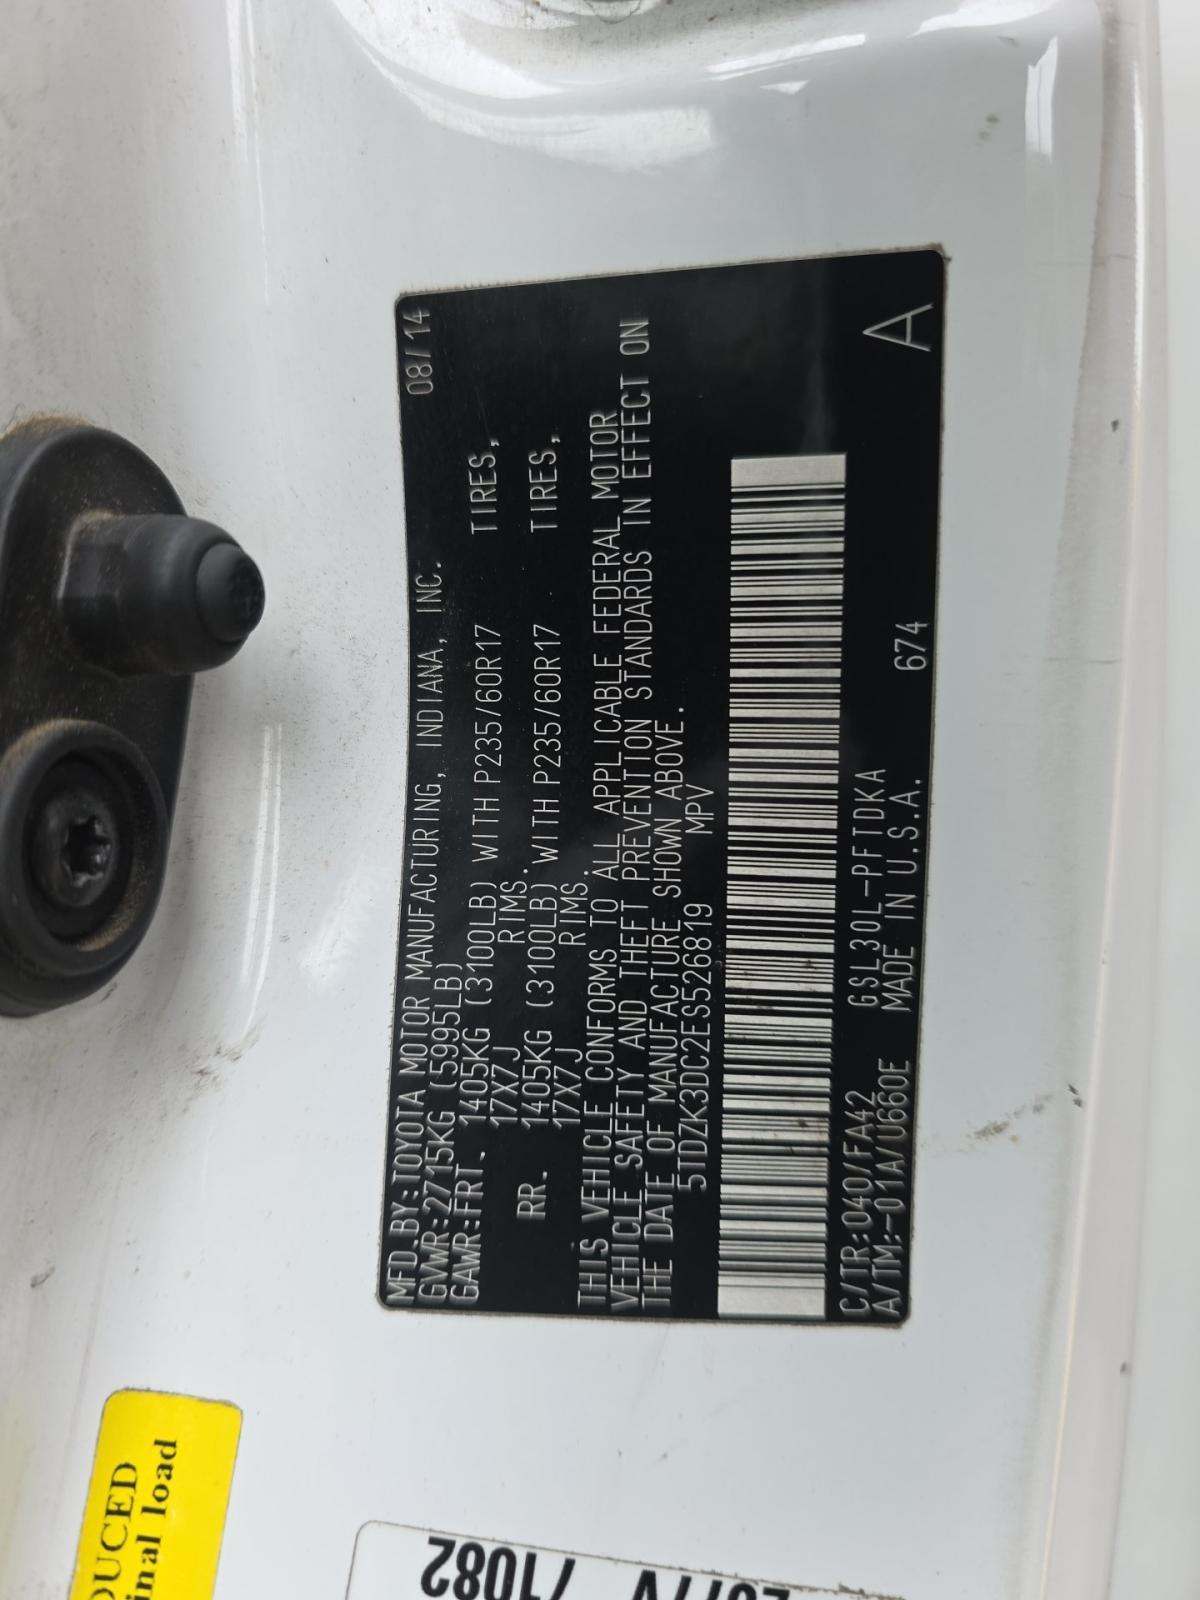 MFD.BY:TOYOTA MOTOR MANUFACTURING, INDIANA, INC. 08/14
GVWR:2715KG (5995LB)
GAWR:FRT. 1405KG (3100LB) WITH P235/60R17 TIRES,
17X7J RIMS.
RR. 1405KG (3100LB) WITH P235/60R17 TIRES,
17X7J RIMS.
THIS VEHICLE CONFORMS TO ALL APPLICABLE FEDERAL MOTOR
VEHICLE SAFETY AND THEFT PREVENTION STANDARDS IN EFFECT ON
THE DATE OF MANUFACTURE SHOWN ABOVE.
5TDZK3DC2ES526819 MPV
C/TR:040/FA42 GSL30L-PFTDKA
A/TM:-01A/U660E MADE IN U.S.A. 674 A
71082